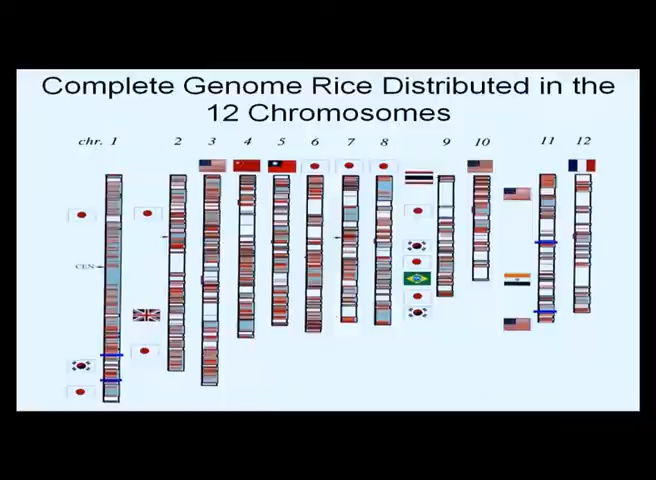 Complete Genome Rice Distributed in the
12 Chromosomes
chr. 1 2 3 4 5 6 7 8 9 10 11 12
CEN